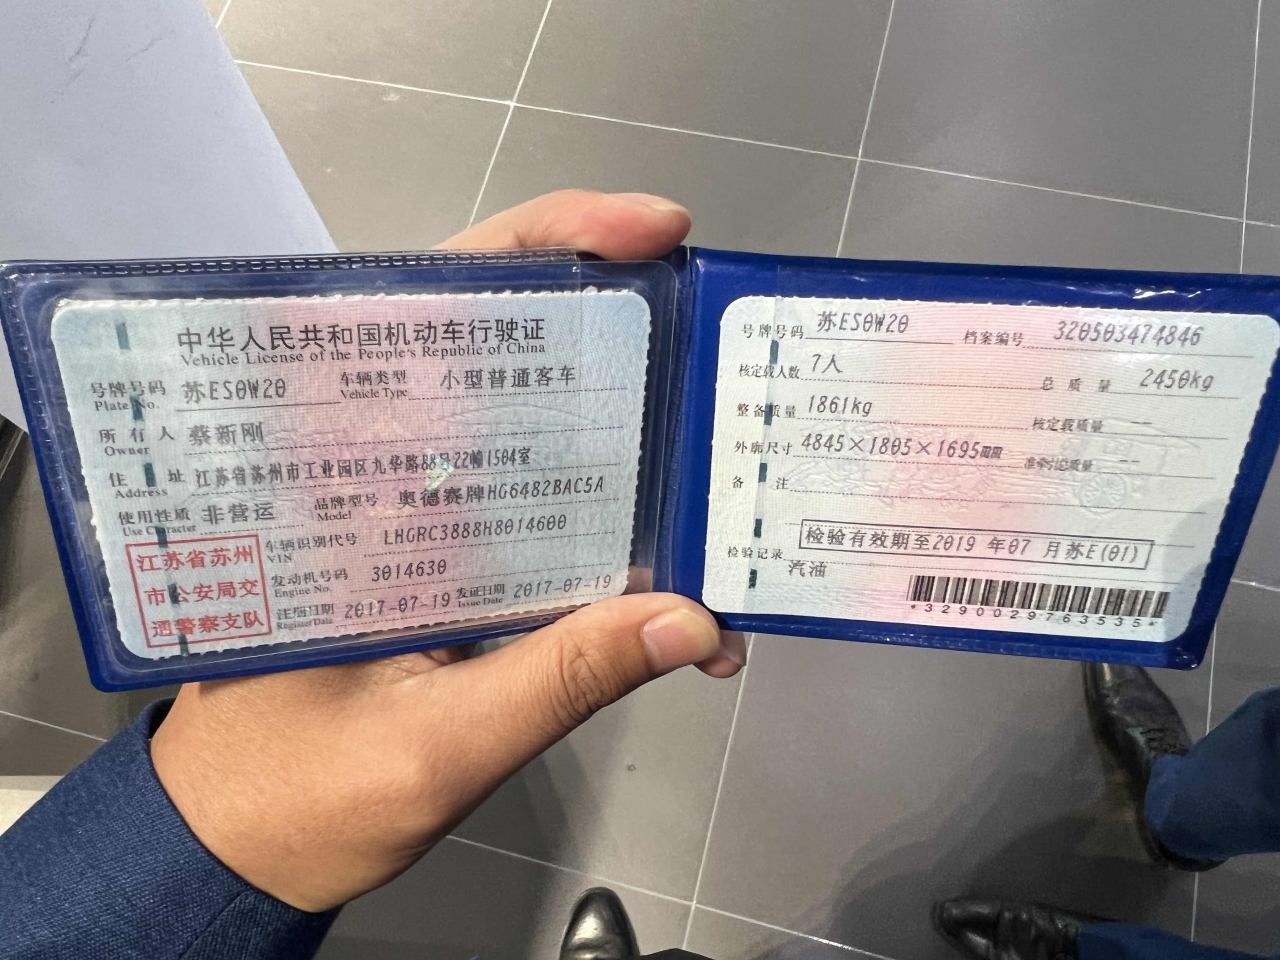 中华人民共和国机动车行驶证
Vehicle License of the People's Republic of China
号牌号码 苏ES0W20 车辆类型 小型普通客车
Plate No. Vehicle Type
所有人 蔡新刚
Owner
住址 江苏省苏州市工业园区九华路88号22幢1504室
Address
使用性质 非营运 品牌型号 奥德赛牌HG6482BAC5A
Use Character Model
江苏省苏州
市公安局交
通警察支队
车辆识别代号 LHGRC3888H8014600
VIN
发动机号码 3014630
Engine No.
注册日期 2017-07-19 发证日期 2017-07-19
Register Date Issue Date
号牌号码 苏ES0W20 档案编号 320503474846
核定载人数 7人 总质量 2450kg
整备质量 1861kg 核定载质量 --
外廓尺寸 4845×1805×1695mm 准牵引总质量 --
备注
检验有效期至2019年07月苏E(01)
检验记录
汽油
*3290029763535*